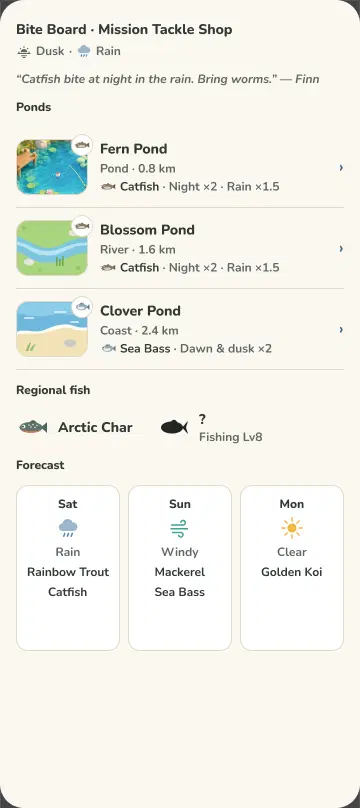 Bite Board · Mission Tackle Shop
Dusk · Rain
“Catfish bite at night in the rain. Bring worms.” — Finn
Ponds
Fern Pond
Pond · 0.8 km
Catfish · Night ×2 · Rain ×1.5
Blossom Pond
River · 1.6 km
Catfish · Night ×2 · Rain ×1.5
Clover Pond
Coast · 2.4 km
Sea Bass · Dawn & dusk ×2
Regional fish
Arctic Char
?
Fishing Lv8
Forecast
Sat
Rain
Rainbow Trout
Catfish
Sun
Windy
Mackerel
Sea Bass
Mon
Clear
Golden Koi